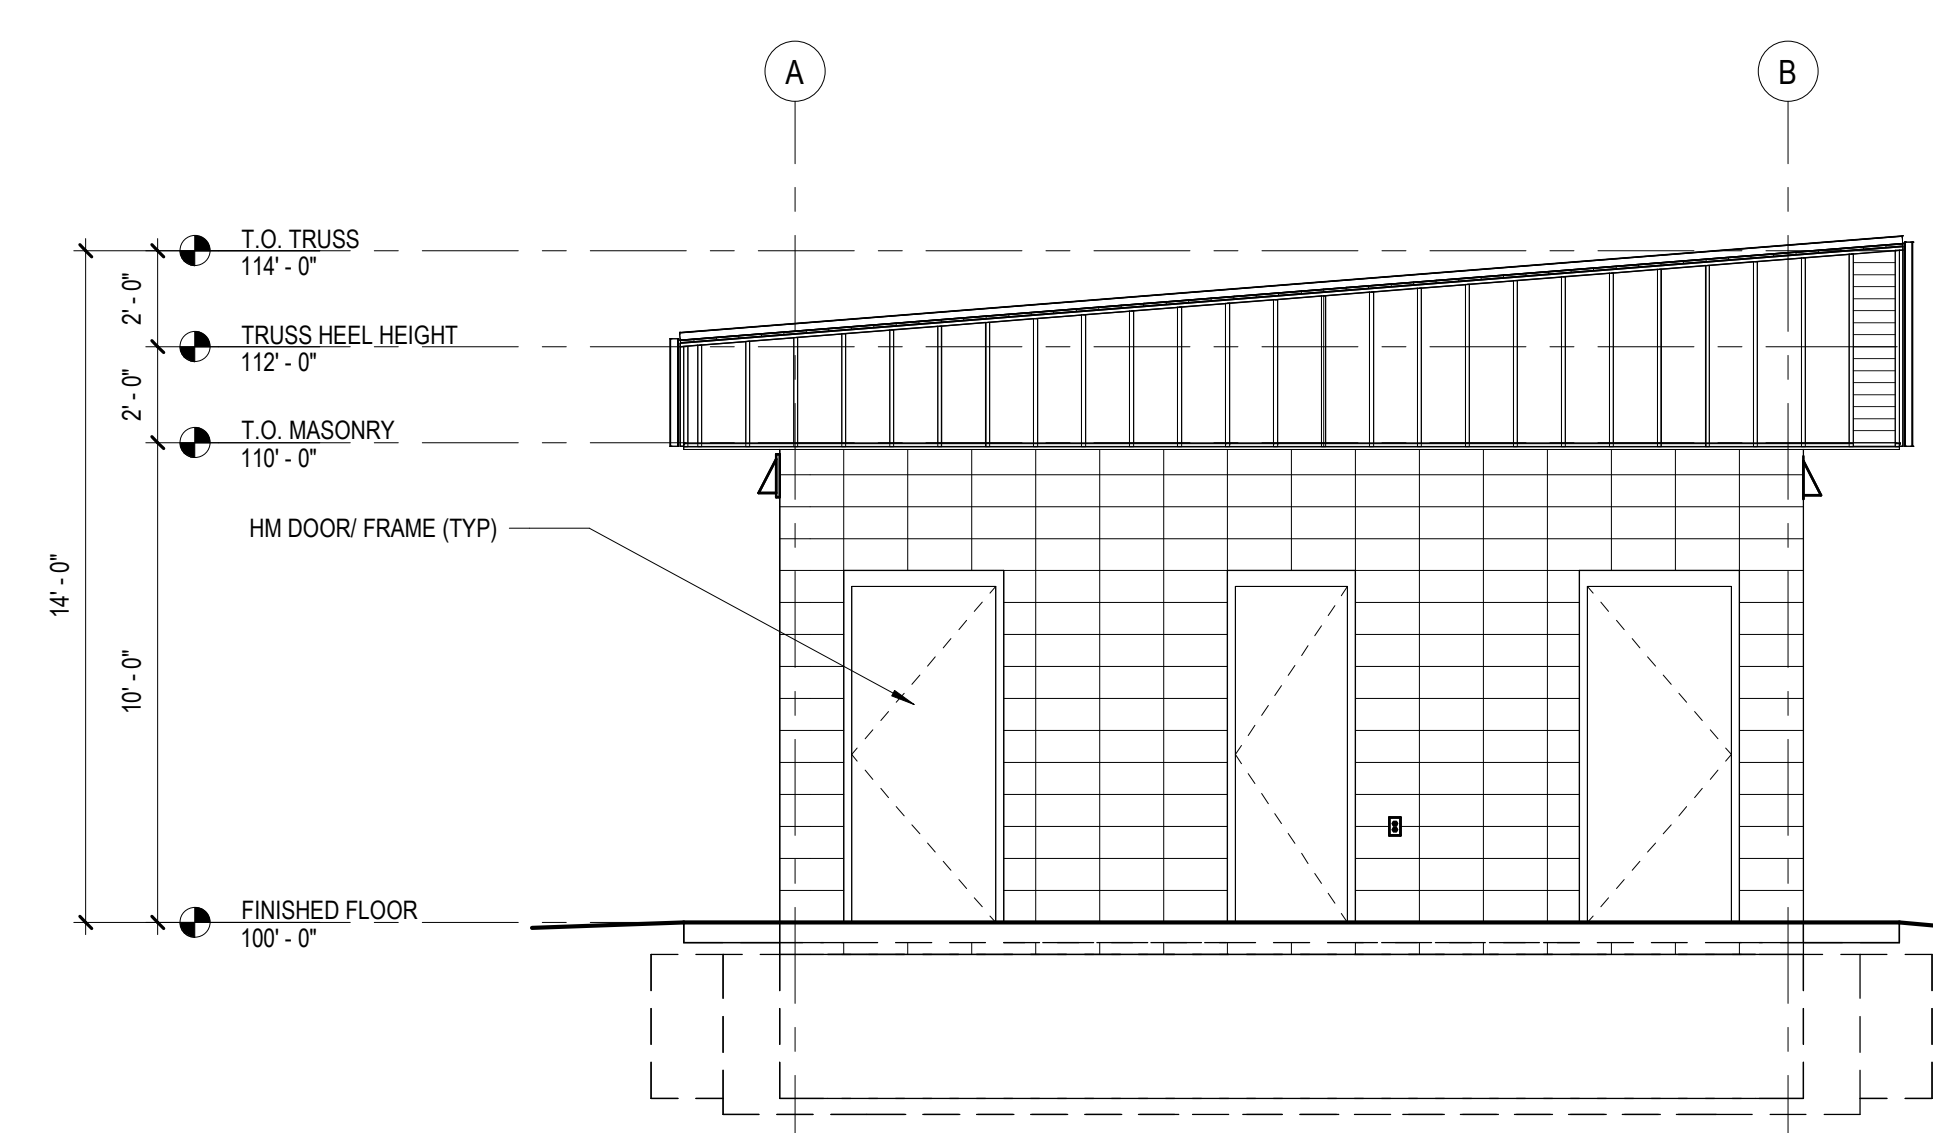 A
B
T.O. TRUSS
114' - 0"
2' - 0"
TRUSS HEEL HEIGHT
112' - 0"
2' - 0"
T.O. MASONRY
110' - 0"
HM DOOR/ FRAME (TYP)
14' - 0"
10' - 0"
FINISHED FLOOR
100' - 0"